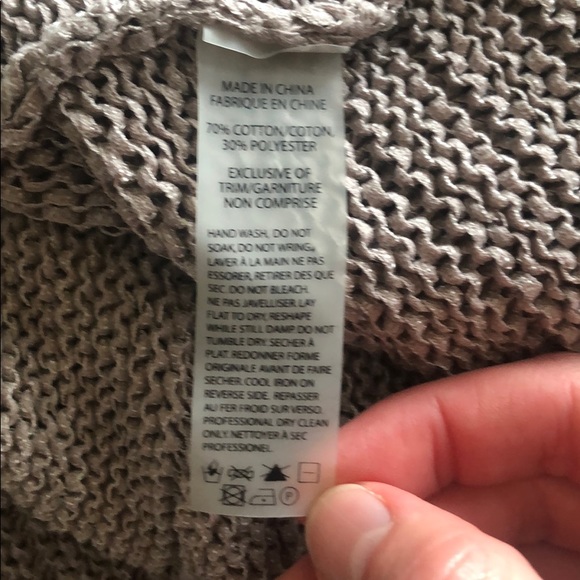 MADE IN CHINA
FABRIQUE EN CHINE
70% COTTON/COTON
30% POLYESTER
EXCLUSIVE OF
TRIM/GARNITURE
NON COMPRISE
HAND WASH, DO NOT
SOAK, DO NOT WRING,
LAVER À LA MAIN NE PAS
ESSORER, RETIRER DES QUE
SEC. DO NOT BLEACH.
NE PAS JAVELLISER. LAY
FLAT TO DRY, RESHAPE
WHILE STILL DAMP. DO NOT
TUMBLE DRY. SÉCHER À
PLAT. REDONNER FORME
ORIGINALE AVANT DE FAIRE
SECHER. COOL IRON ON
REVERSE SIDE. REPASSER
AU FER FROID SUR VERSO.
PROFESSIONAL DRY CLEAN
ONLY. NETTOYER À SEC
PROFESSIONEL.
P